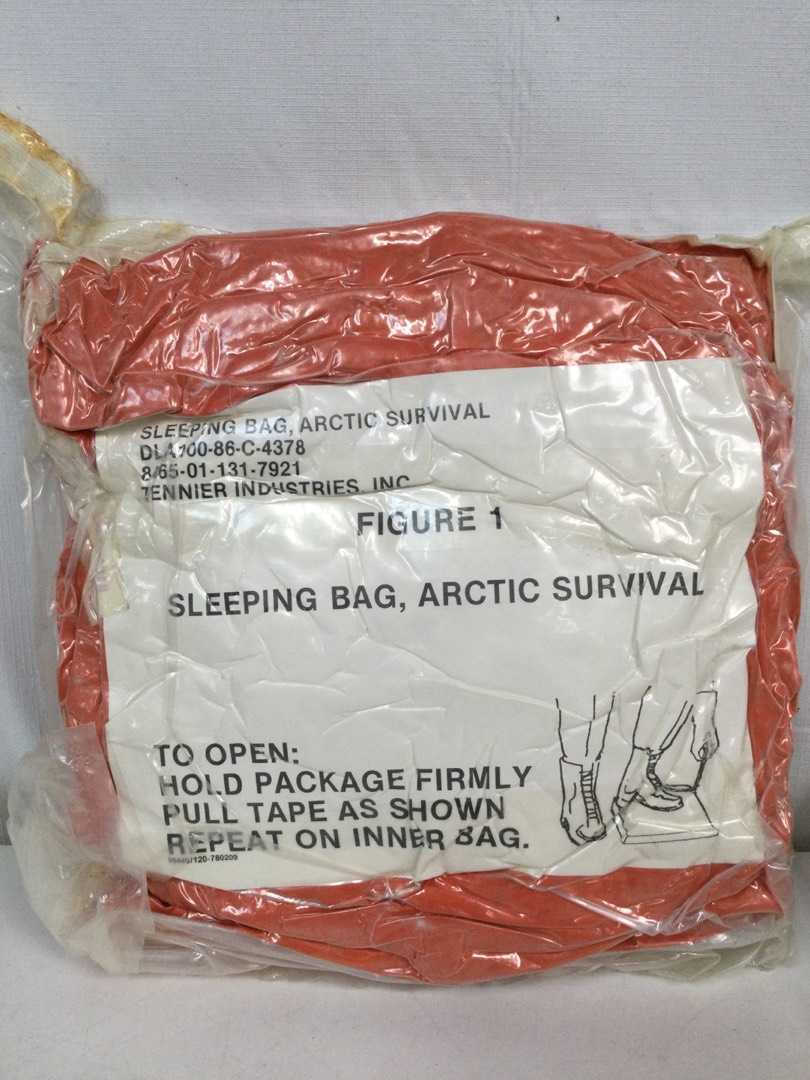 SLEEPING BAG, ARCTIC SURVIVAL
DLA100-86-C-4378
8465-01-131-7921
TENNIER INDUSTRIES, INC
FIGURE 1
SLEEPING BAG, ARCTIC SURVIVAL
TO OPEN:
HOLD PACKAGE FIRMLY
PULL TAPE AS SHOWN
REPEAT ON INNER BAG.